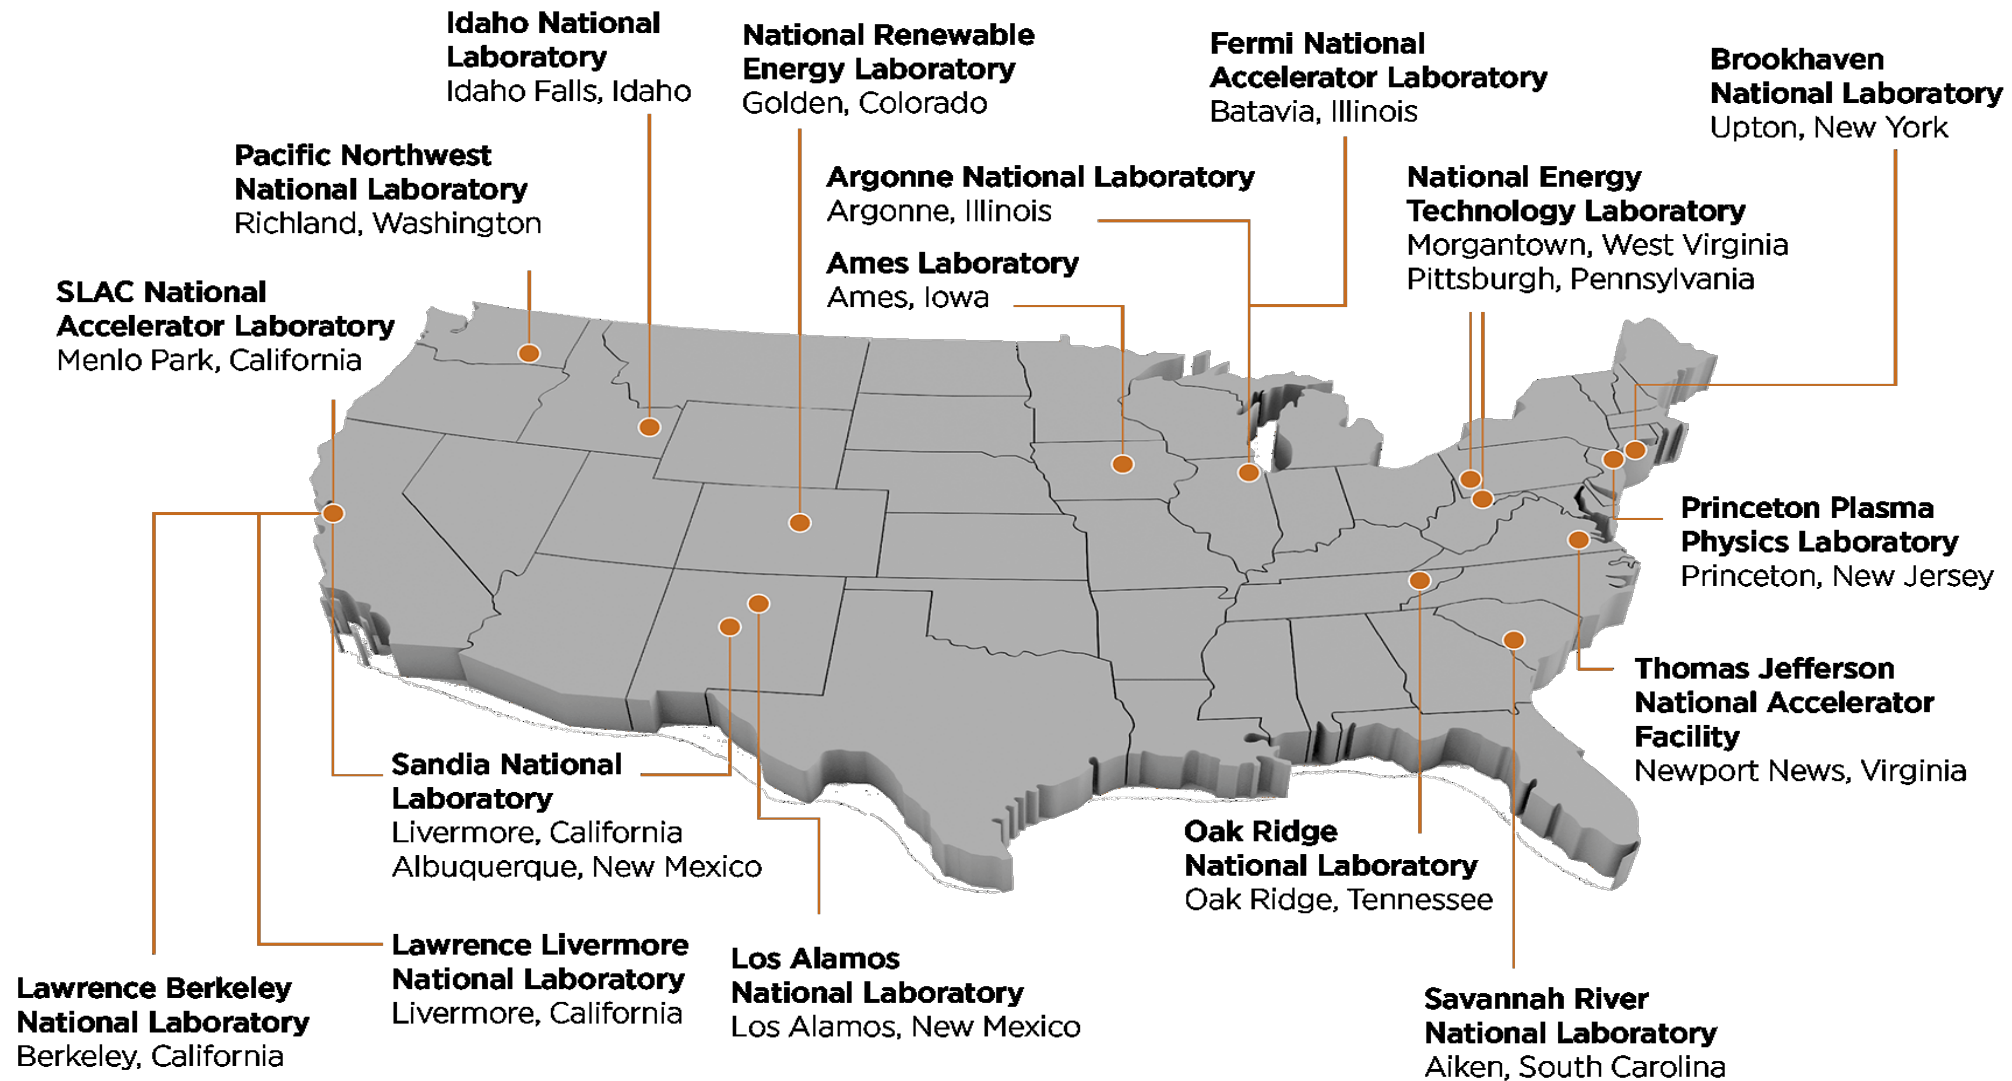 Idaho National
Laboratory
Idaho Falls, Idaho
National Renewable
Energy Laboratory
Golden, Colorado
Fermi National
Accelerator Laboratory
Batavia, Illinois
Brookhaven
National Laboratory
Upton, New York
Pacific Northwest
National Laboratory
Richland, Washington
Argonne National Laboratory
Argonne, Illinois
National Energy
Technology Laboratory
Morgantown, West Virginia
Pittsburgh, Pennsylvania
Ames Laboratory
Ames, Iowa
SLAC National
Accelerator Laboratory
Menlo Park, California
Princeton Plasma
Physics Laboratory
Princeton, New Jersey
Thomas Jefferson
National Accelerator
Facility
Newport News, Virginia
Sandia National
Laboratory
Livermore, California
Albuquerque, New Mexico
Oak Ridge
National Laboratory
Oak Ridge, Tennessee
Lawrence Livermore
National Laboratory
Livermore, California
Los Alamos
National Laboratory
Los Alamos, New Mexico
Lawrence Berkeley
National Laboratory
Berkeley, California
Savannah River
National Laboratory
Aiken, South Carolina